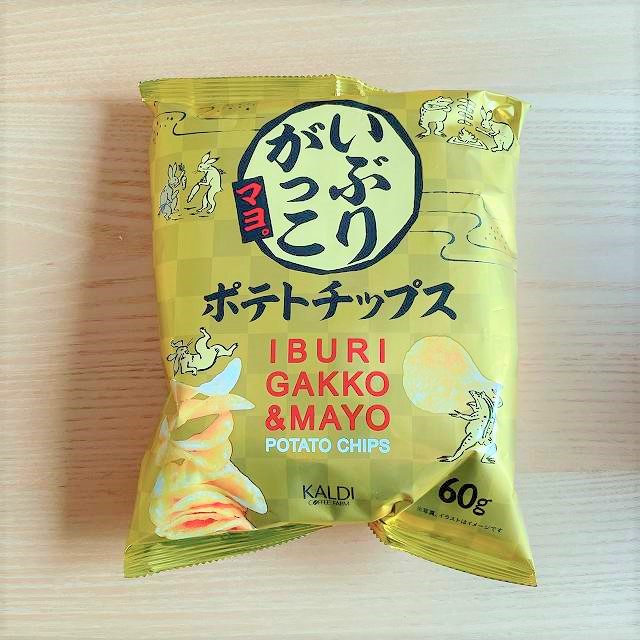 いぶり
がっこ
マヨ。
ポテトチップス
IBURI
GAKKO
&MAYO
POTATO CHIPS
KALDI
COFFEE FARM
60g
※写真、イラストはイメージです